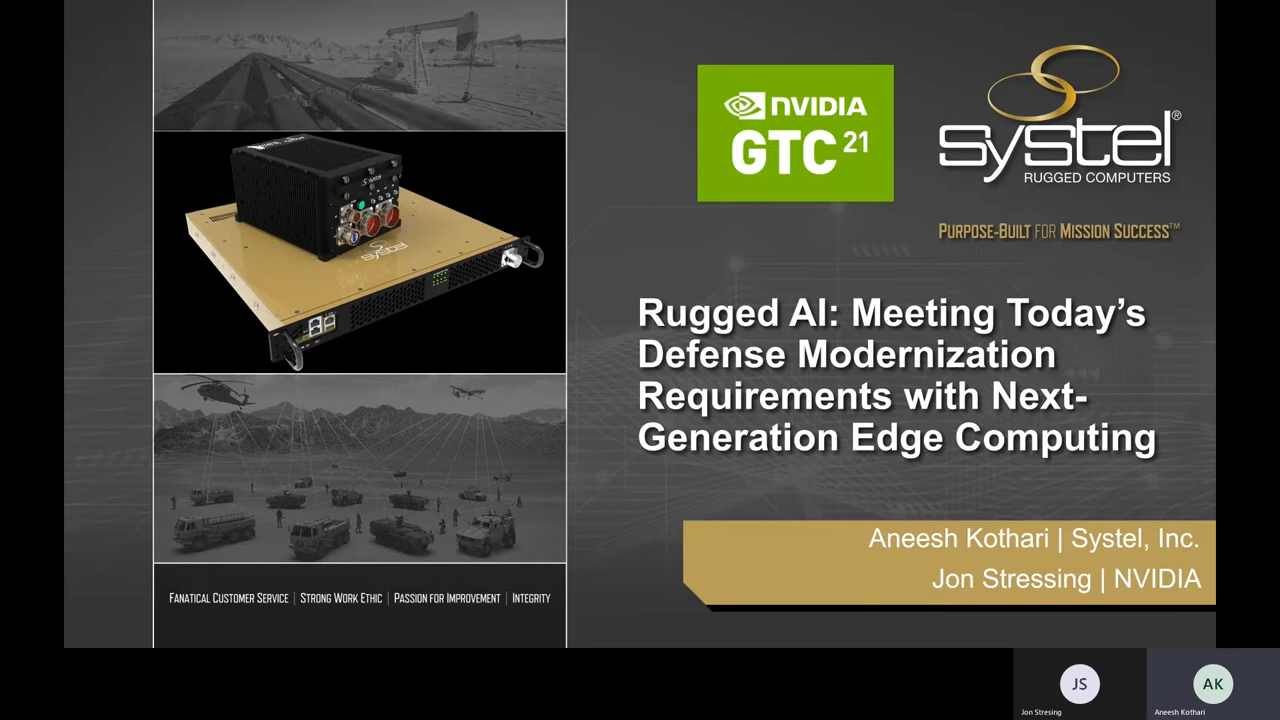 NVIDIA
GTC 21
systel®
RUGGED COMPUTERS
PURPOSE-BUILT FOR MISSION SUCCESS™
systel
Rugged AI: Meeting Today’s
Defense Modernization
Requirements with Next-
Generation Edge Computing
Aneesh Kothari | Systel, Inc.
Jon Stressing | NVIDIA
FANATICAL CUSTOMER SERVICE | STRONG WORK ETHIC | PASSION FOR IMPROVEMENT | INTEGRITY
JS
AK
Jon Stresing
Aneesh Kothari